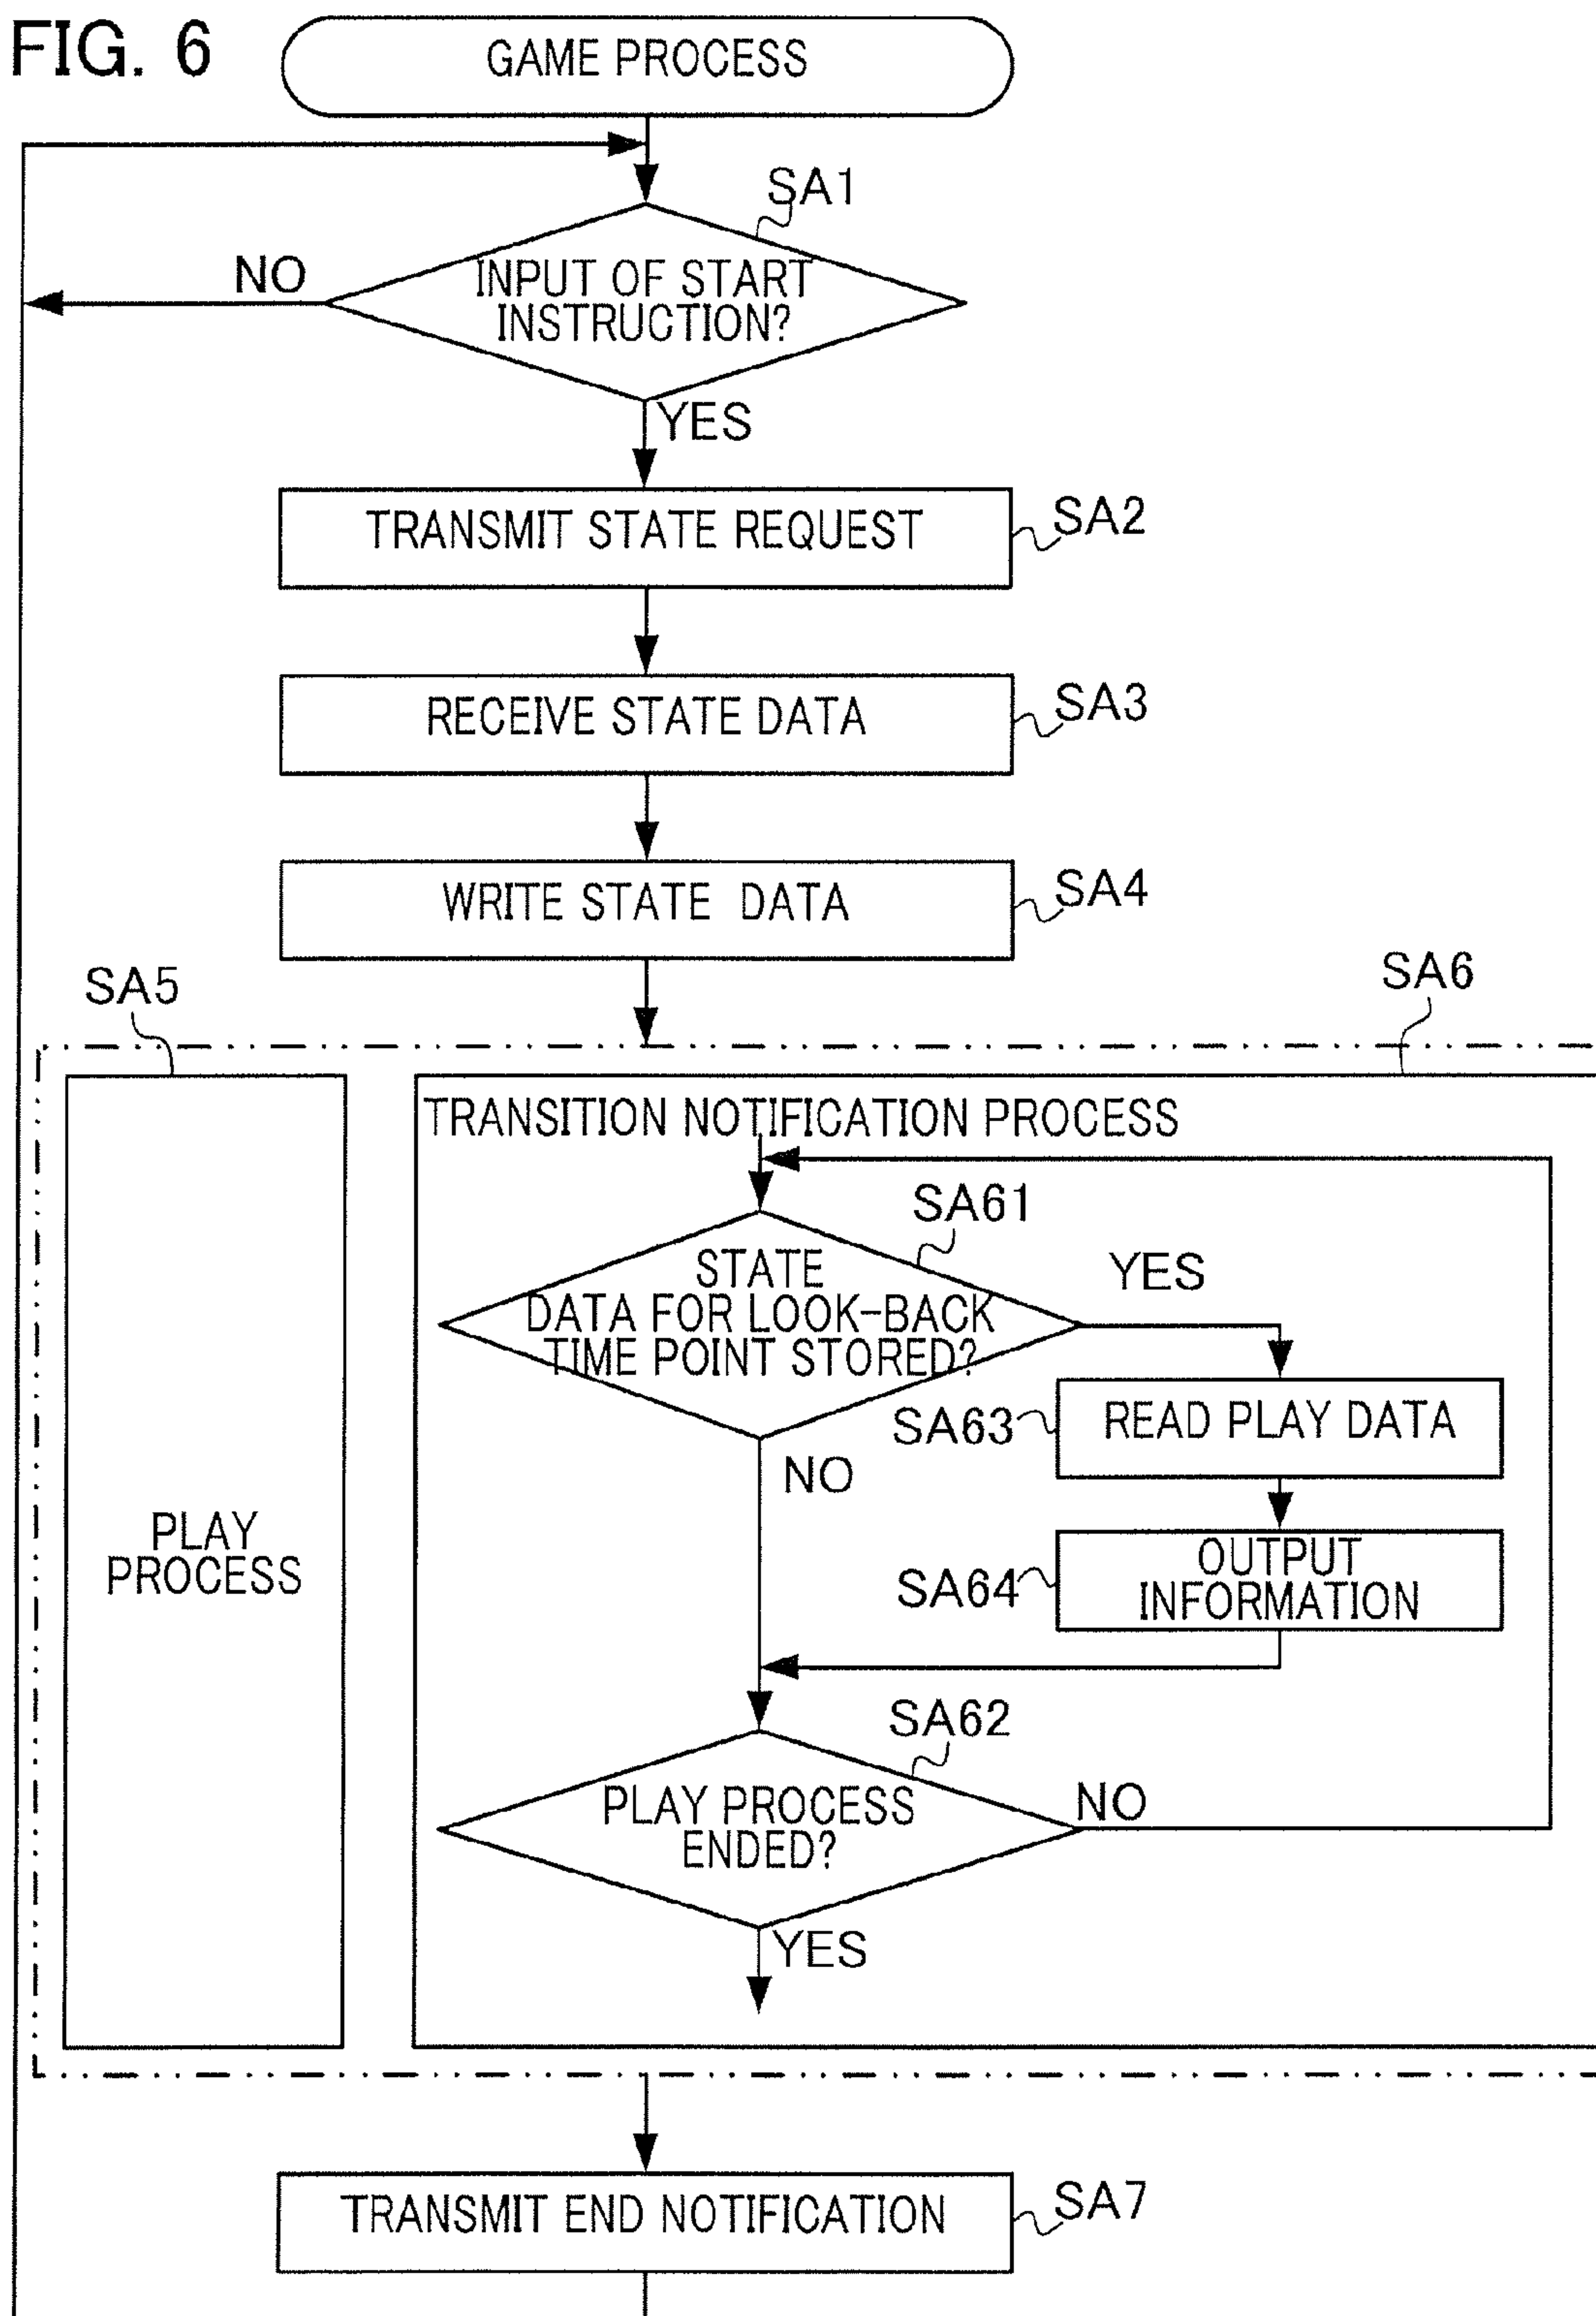 FIG. 6
GAME PROCESS
SA1
NO
INPUT OF START
INSTRUCTION?
YES
TRANSMIT STATE REQUEST
SA2
RECEIVE STATE DATA
SA3
WRITE STATE DATA
SA4
SA5
SA6
PLAY
PROCESS
TRANSITION NOTIFICATION PROCESS
SA61
STATE
DATA FOR LOOK-BACK
TIME POINT STORED?
YES
SA63
READ PLAY DATA
NO
SA64
OUTPUT
INFORMATION
SA62
PLAY PROCESS
ENDED?
NO
YES
TRANSMIT END NOTIFICATION
SA7